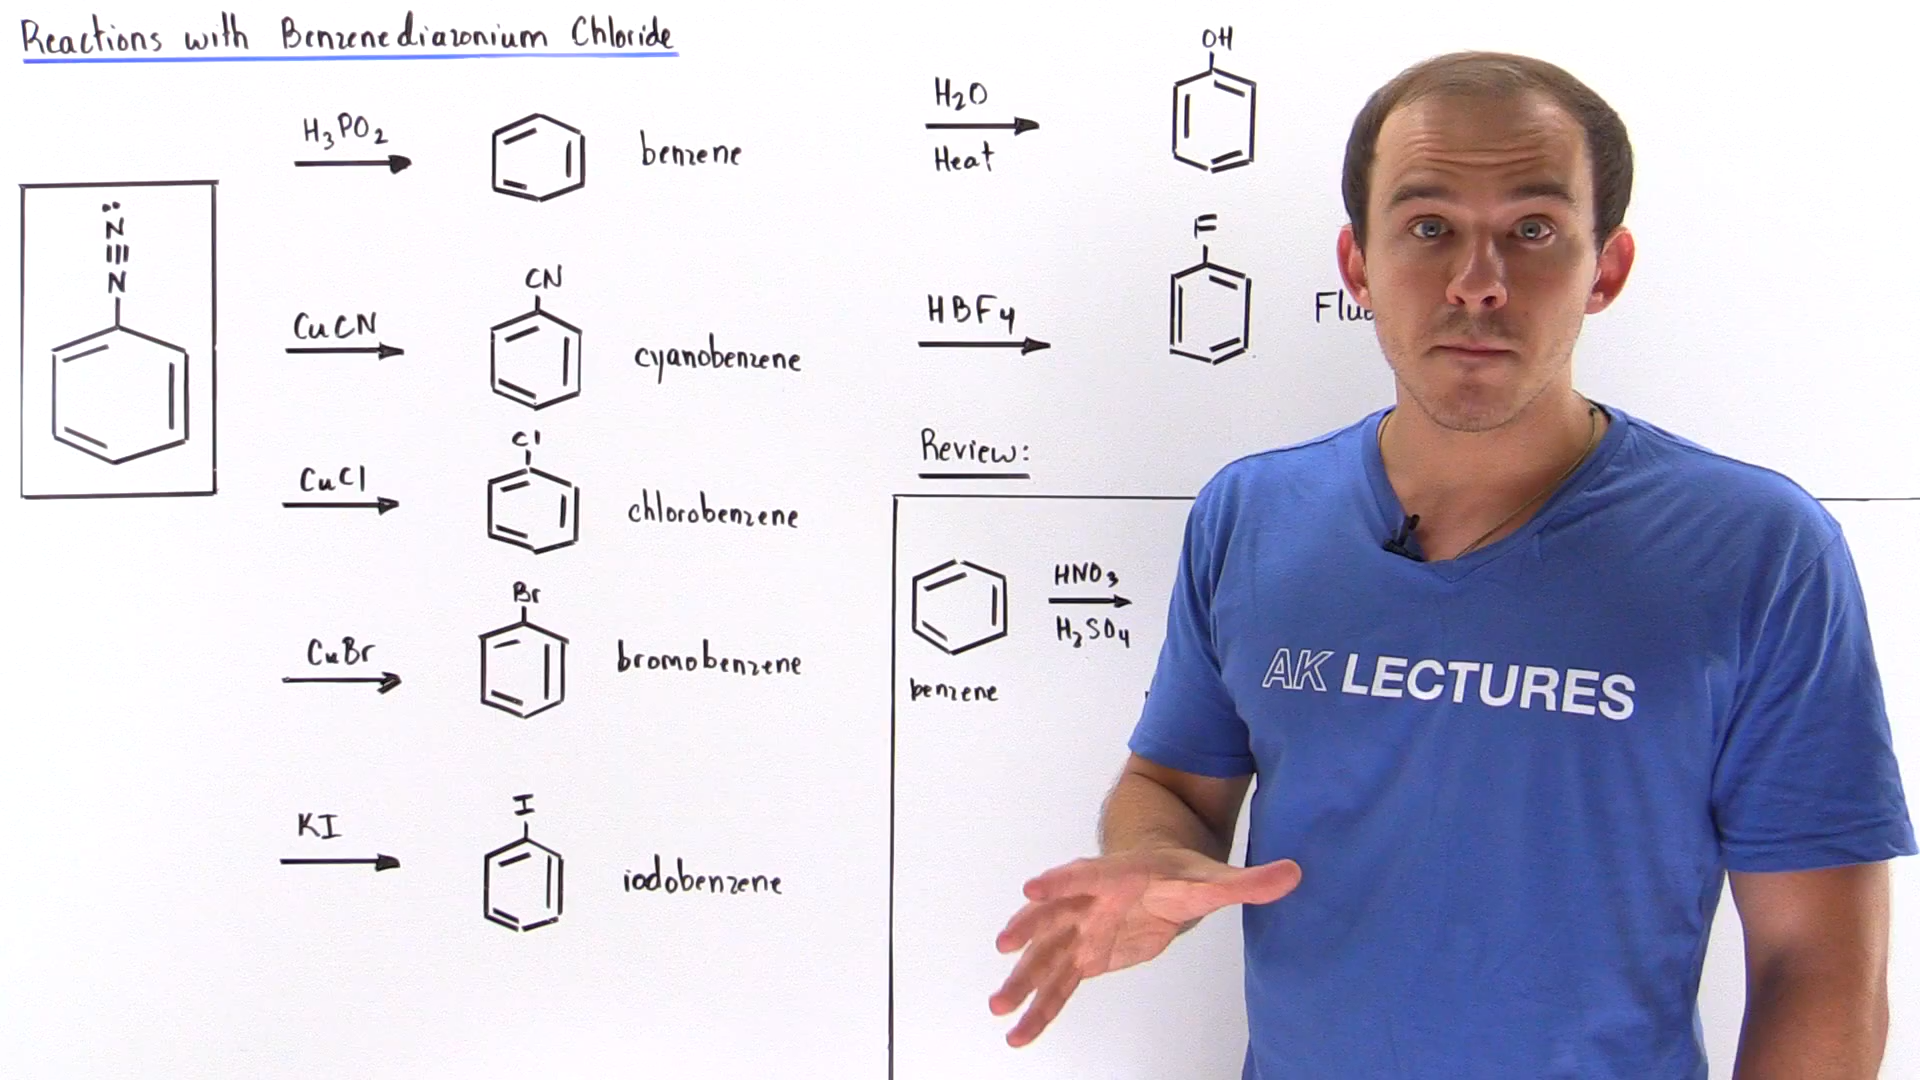 Reactions with Benzenediazonium Chloride
N
N
H3PO2
benzene
CuCN
CN
cyanobenzene
CuCl
Cl
chlorobenzene
CuBr
Br
bromobenzene
KI
I
iodobenzene
H2O
Heat
OH
HBF4
F
Review:
HNO3
H2SO4
benzene
AK LECTURES